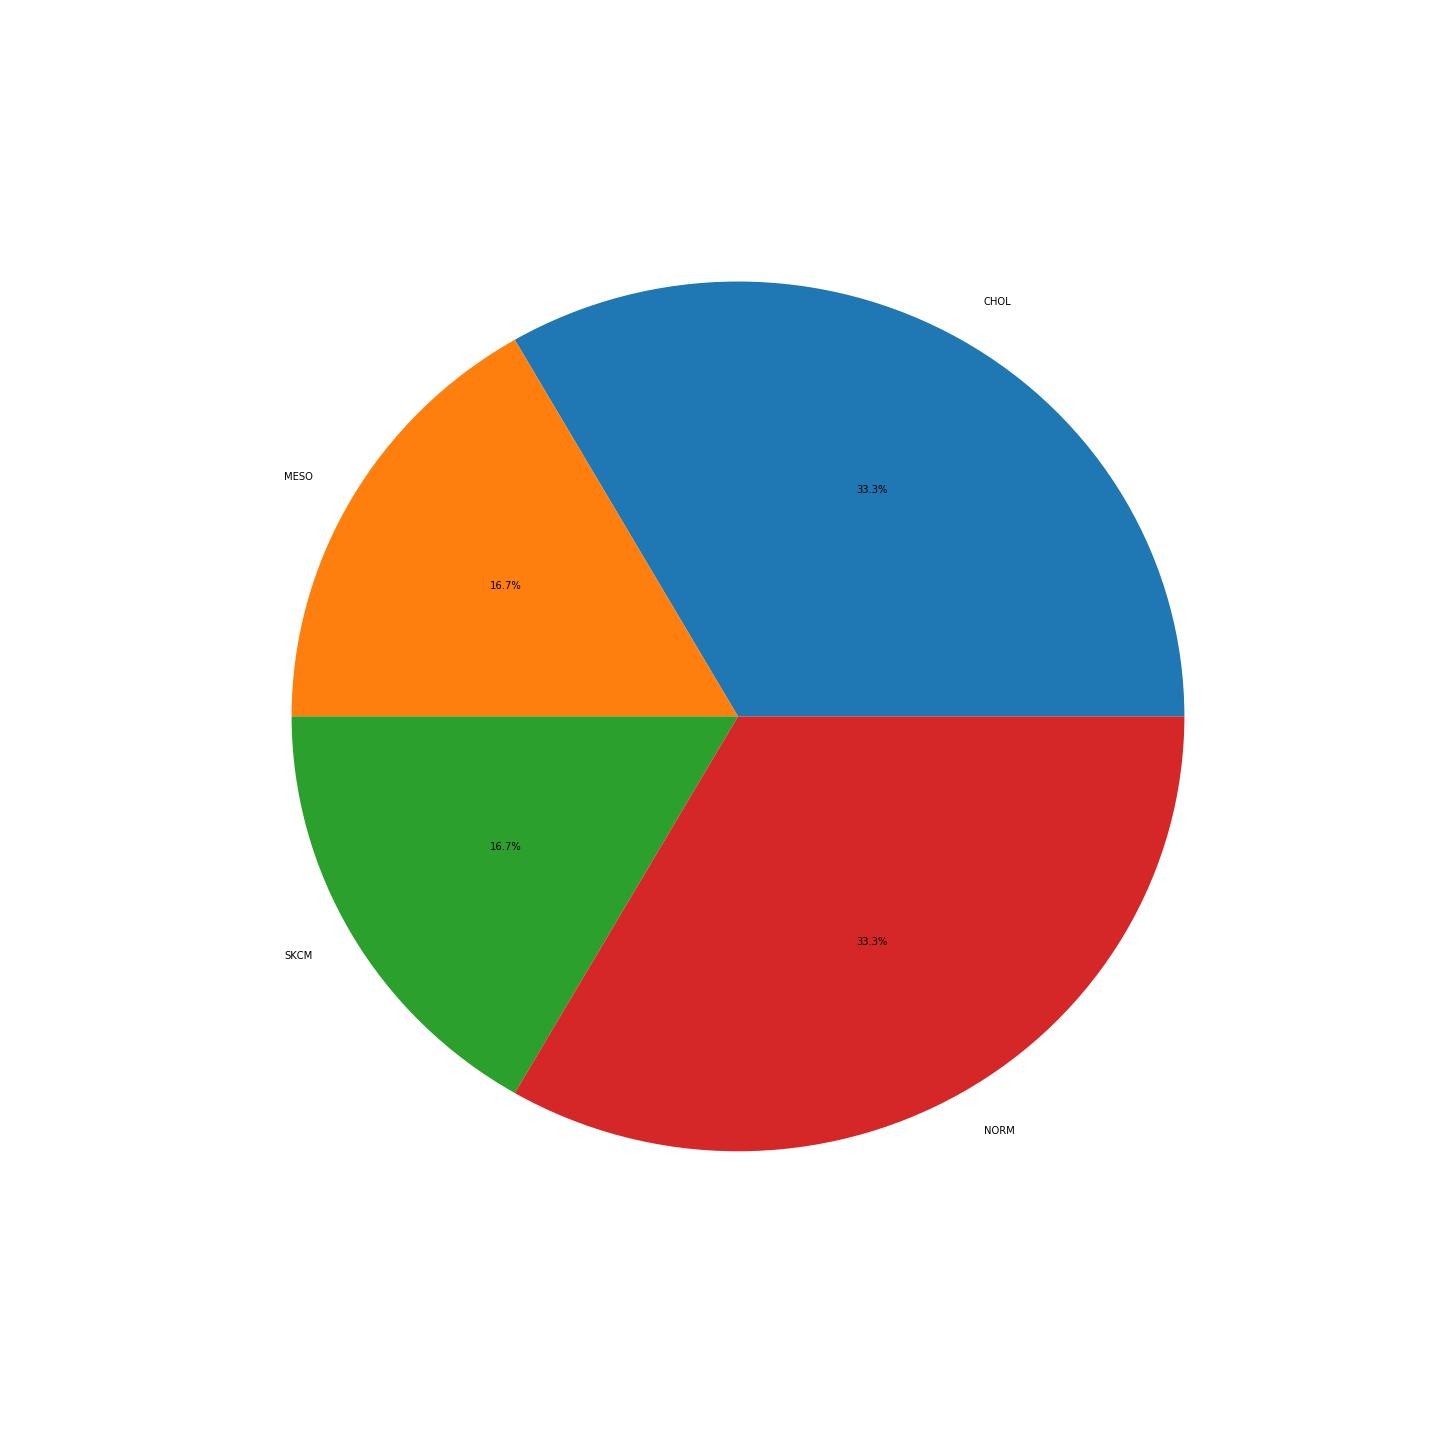 CHOL
33.3%
MESO
16.7%
16.7%
SKCM
33.3%
NORM